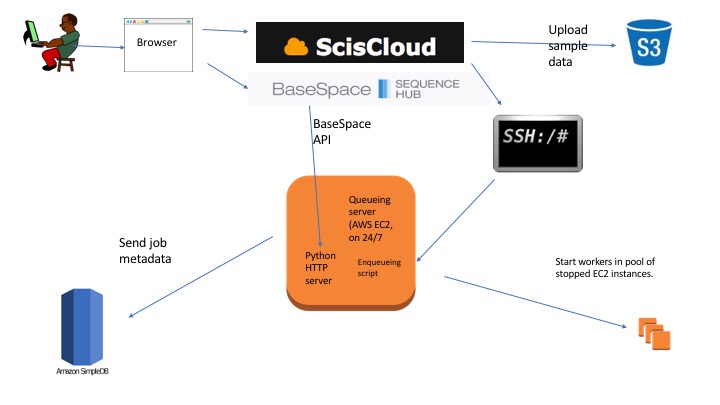 Browser
ScisCloud
Upload
sample
data
S3
BaseSpace SEQUENCE
HUB
BaseSpace
API
SSH:/#
Queueing
server
(AWS EC2,
on 24/7
Send job
metadata
Python
HTTP
server
Enqueueing
script
Start workers in pool of
stopped EC2 instances.
Amazon SimpleDB